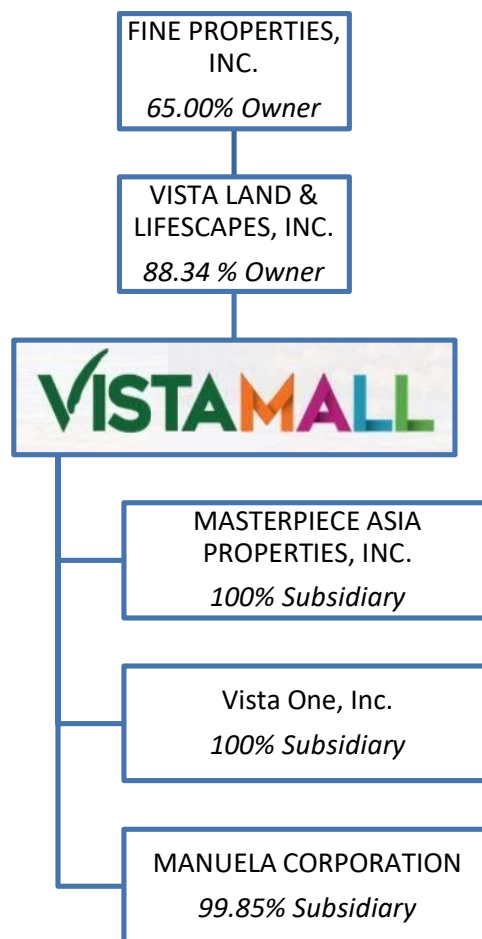 FINE PROPERTIES,
INC.
65.00% Owner
VISTA LAND &
LIFESCAPES, INC.
88.34 % Owner
VISTAMALL
MASTERPIECE ASIA
PROPERTIES, INC.
100% Subsidiary
Vista One, Inc.
100% Subsidiary
MANUELA CORPORATION
99.85% Subsidiary